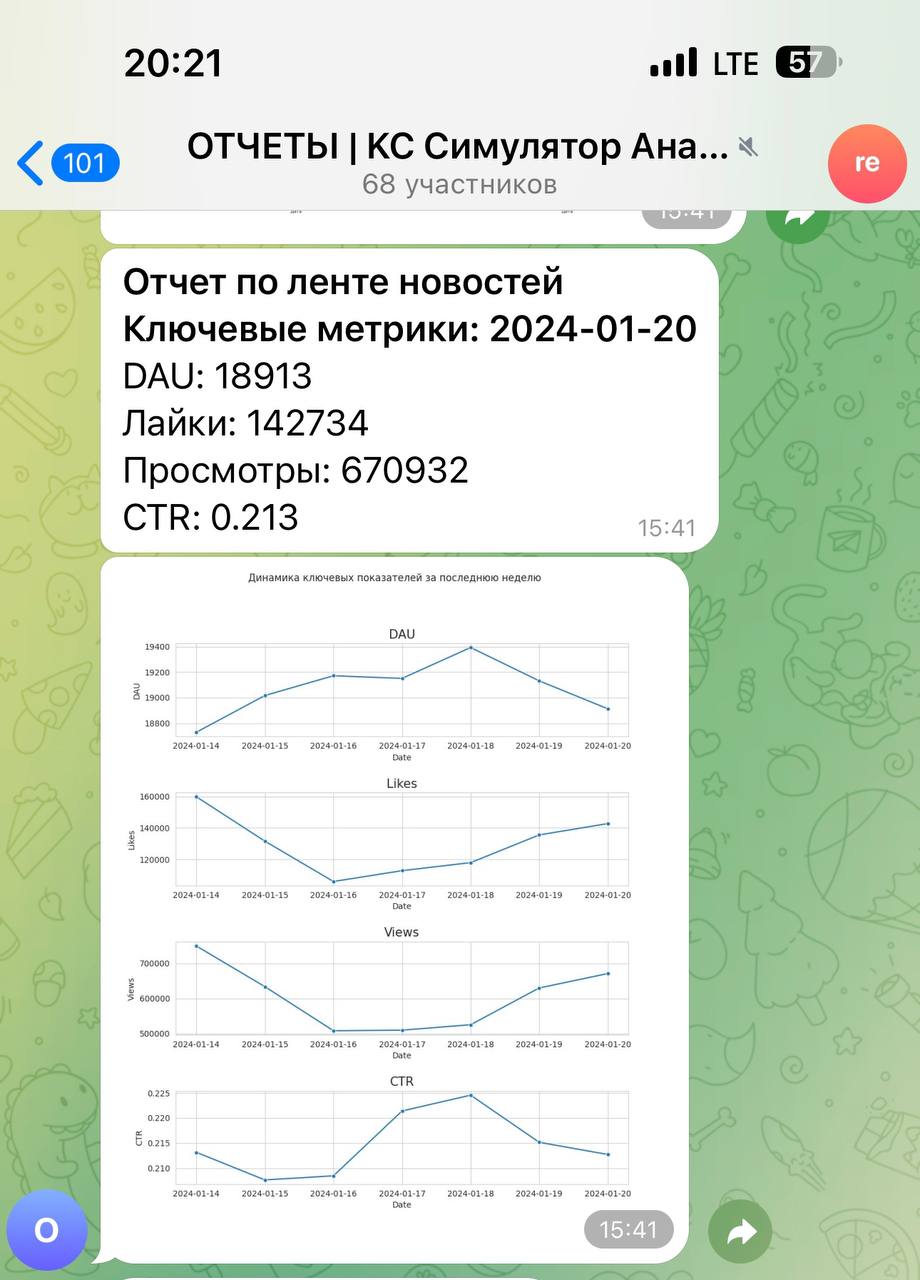 20:21
LTE
57
101
ОТЧЕТЫ | КС Симулятор Ана...
68 участников
re
дата
дата
15:41
Отчет по ленте новостей
Ключевые метрики: 2024-01-20
DAU: 18913
Лайки: 142734
Просмотры: 670932
CTR: 0.213
15:41
Динамика ключевых показателей за последнюю неделю
DAU
19400
19200
19000
18800
DAU
2024-01-14 2024-01-15 2024-01-16 2024-01-17 2024-01-18 2024-01-19 2024-01-20
Date
Likes
160000
140000
120000
Likes
2024-01-14 2024-01-15 2024-01-16 2024-01-17 2024-01-18 2024-01-19 2024-01-20
Date
Views
700000
600000
500000
Views
2024-01-14 2024-01-15 2024-01-16 2024-01-17 2024-01-18 2024-01-19 2024-01-20
Date
CTR
0.225
0.220
0.215
0.210
CTR
2024-01-14 2024-01-15 2024-01-16 2024-01-17 2024-01-18 2024-01-19 2024-01-20
Date
O
15:41